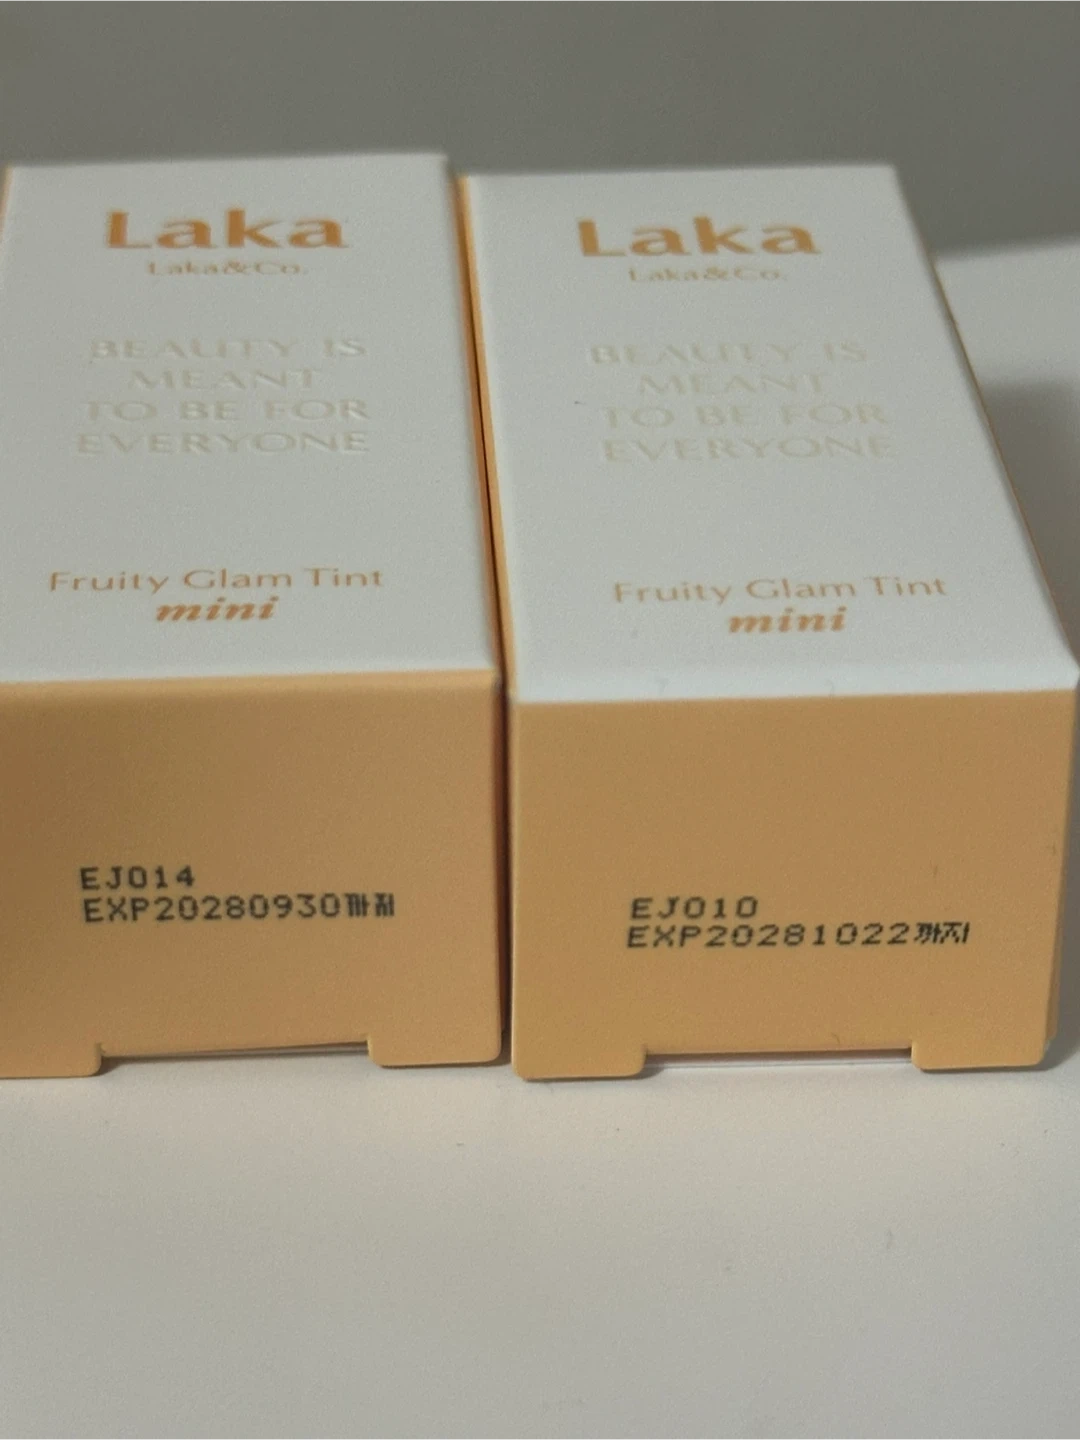 Laka
Laka&Co.
BEAUTY IS
MEANT
TO BE FOR
EVERYONE
Fruity Glam Tint
mini
EJ014
EXP20280930까지
Laka
Laka&Co.
BEAUTY IS
MEANT
TO BE FOR
EVERYONE
Fruity Glam Tint
mini
EJ010
EXP20281022까지